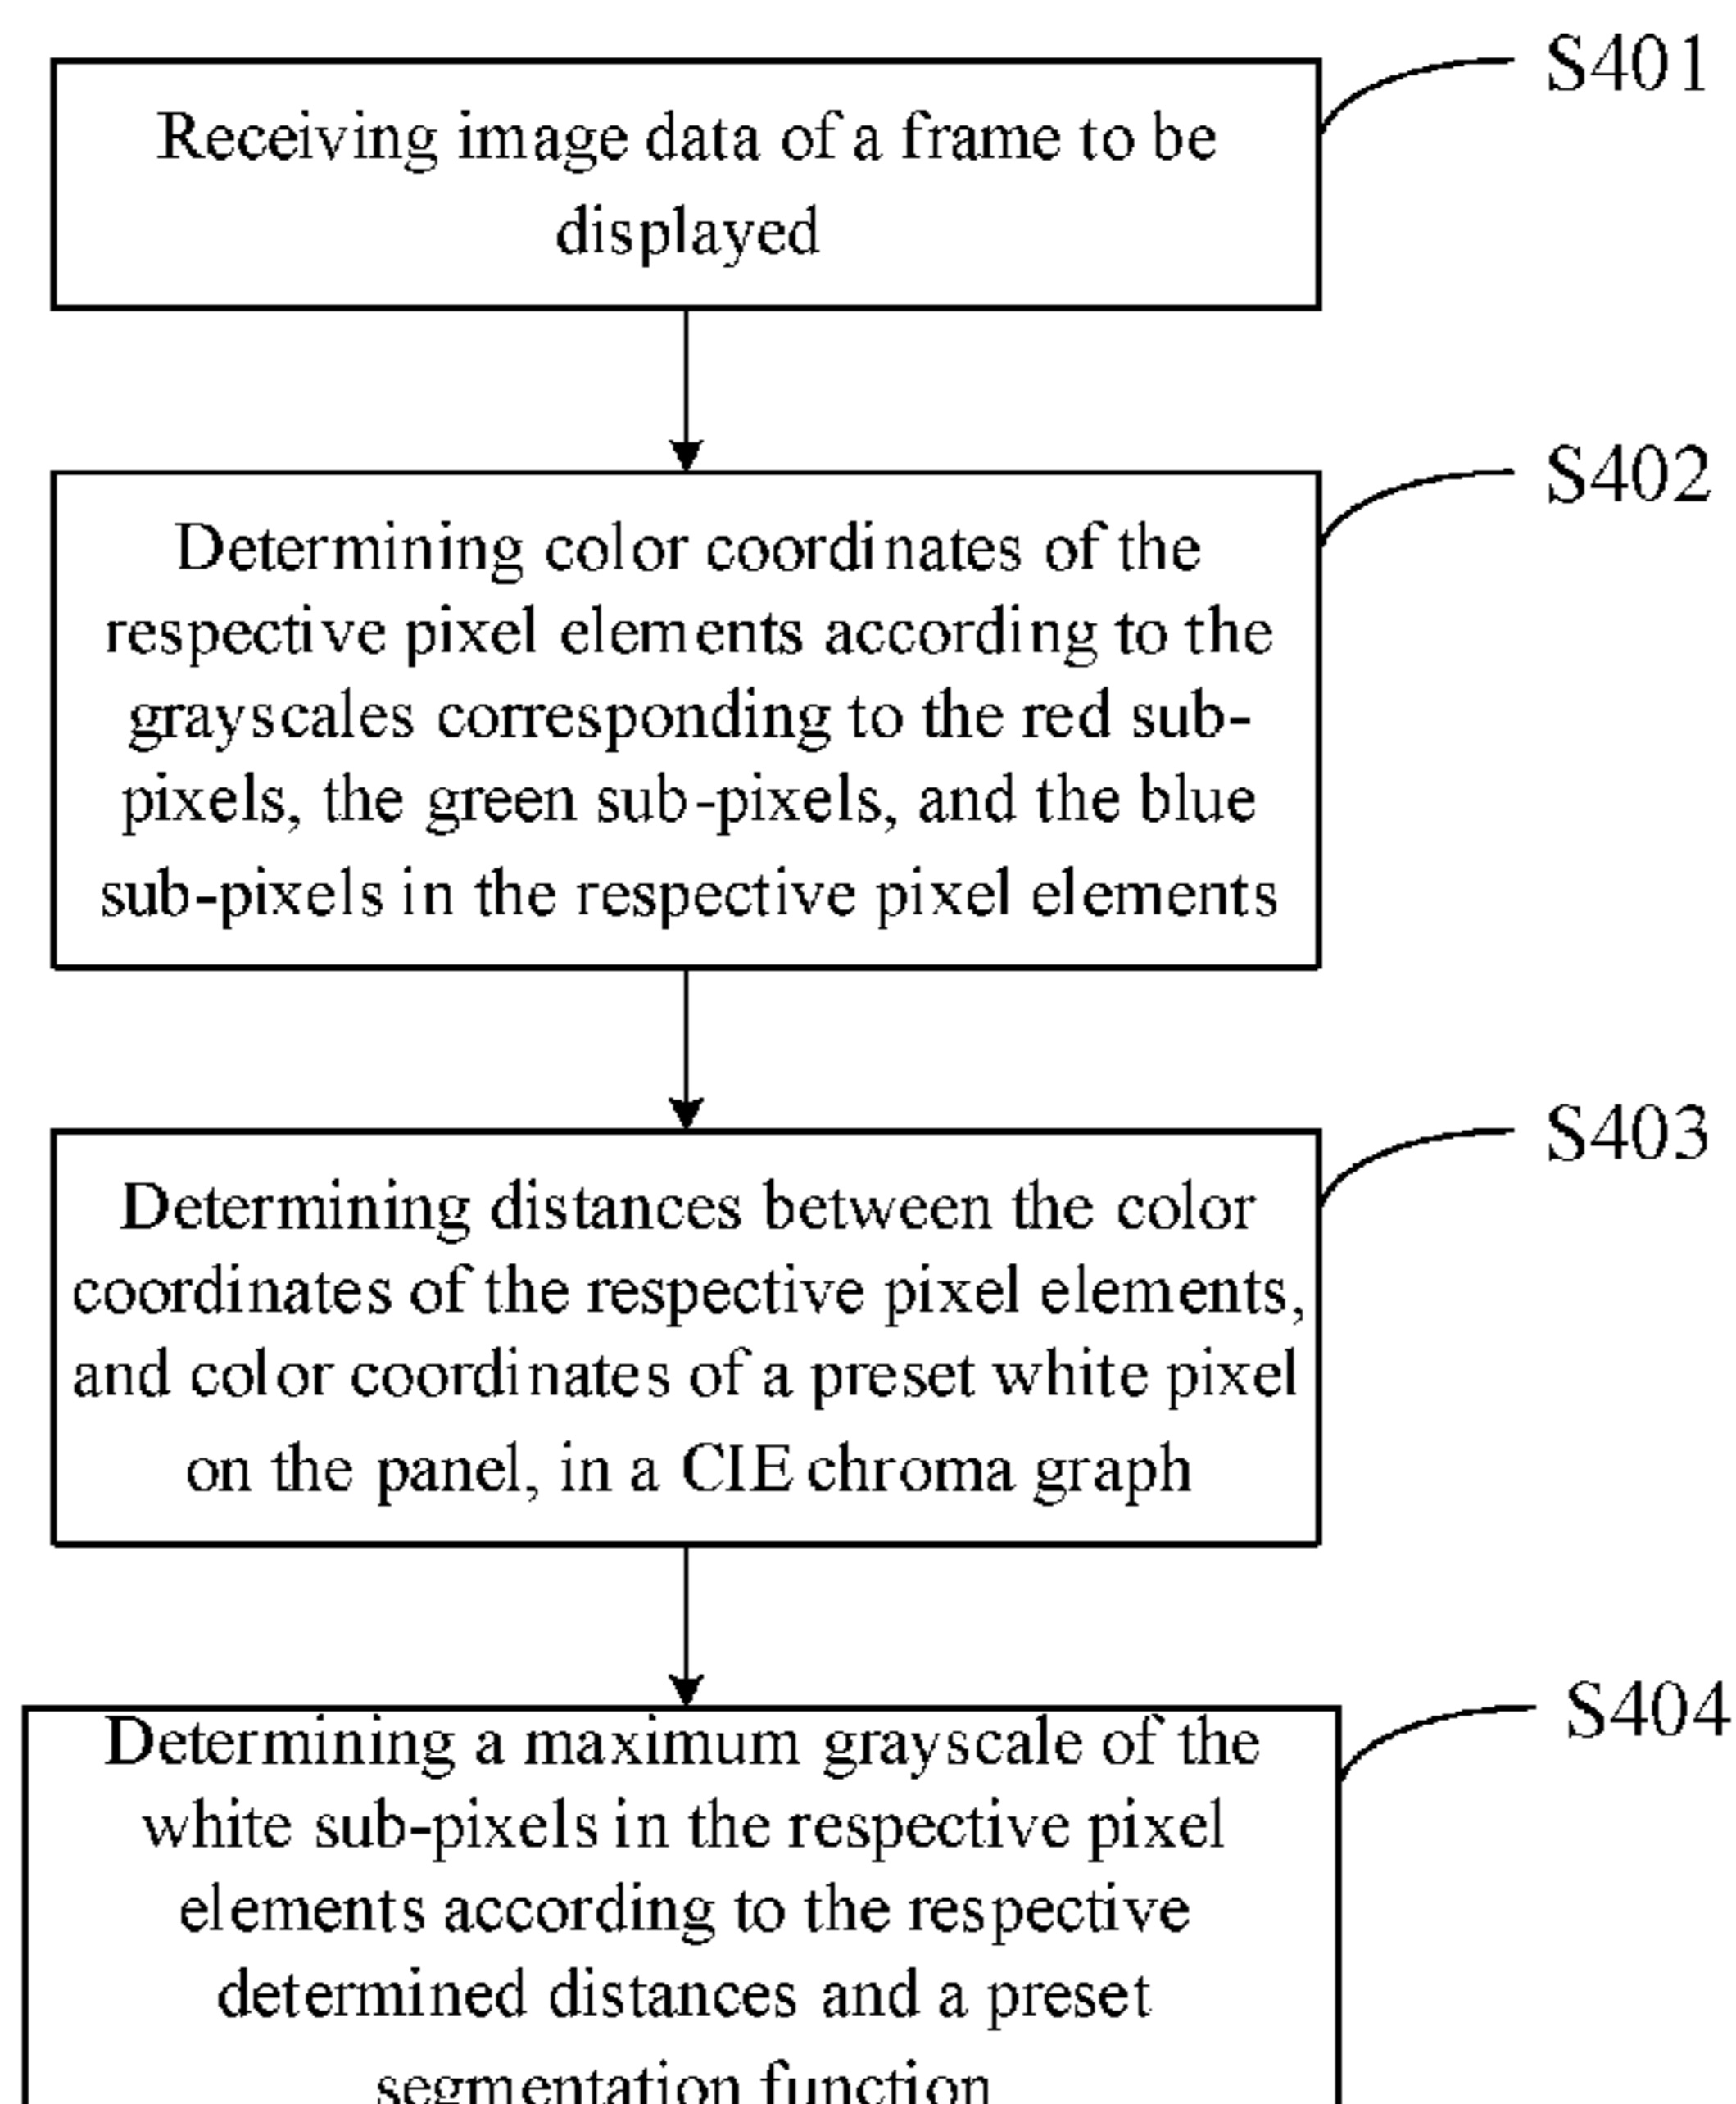 S401
Receiving image data of a frame to be
displayed
S402
Determining color coordinates of the
respective pixel elements according to the
grayscales corresponding to the red sub-
pixels, the green sub-pixels, and the blue
sub-pixels in the respective pixel elements
S403
Determining distances between the color
coordinates of the respective pixel elements,
and color coordinates of a preset white pixel
on the panel, in a CIE chroma graph
S404
Determining a maximum grayscale of the
white sub-pixels in the respective pixel
elements according to the respective
determined distances and a preset
segmentation function